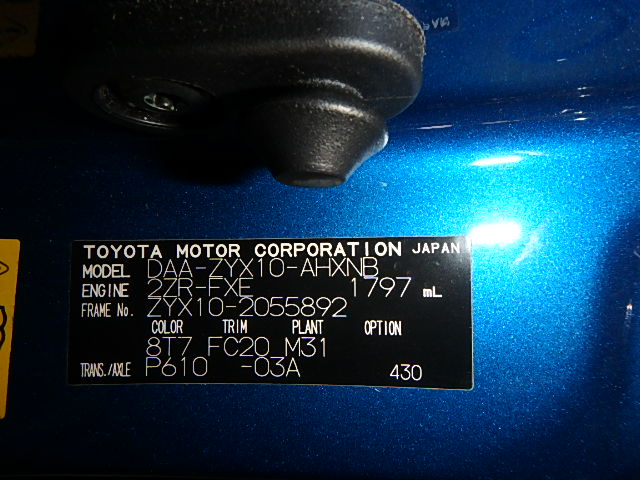 TOYOTA MOTOR CORPORATION JAPAN
MODEL DAA-ZYX10-AHXNB
ENGINE 2ZR-FXE 1797 mL
FRAME No. ZYX10-2055892
COLOR TRIM PLANT OPTION
8T7 FC20 M31
TRANS./AXLE P610 -03A 430